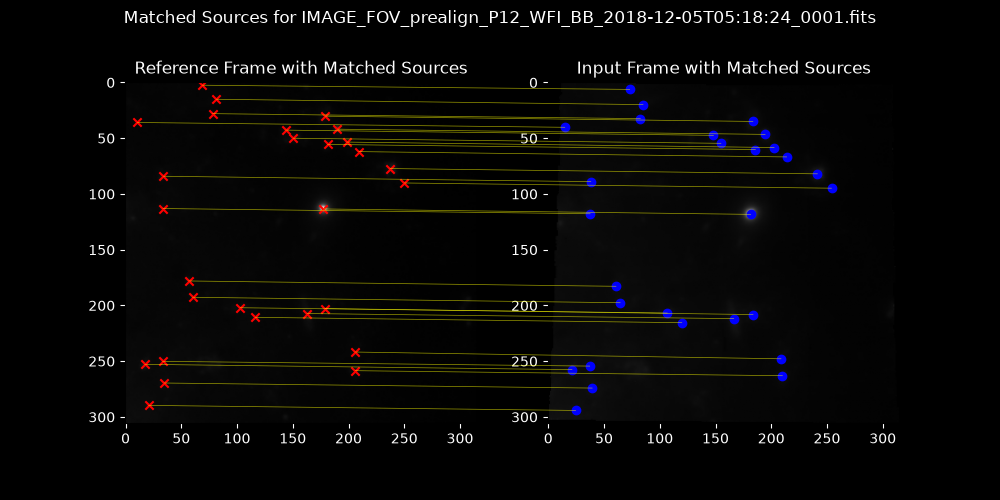 Matched Sources for IMAGE_FOV_prealign_P12_WFI_BB_2018-12-05T05:18:24_0001.fits
Reference Frame with Matched Sources
0
50
100
150
200
250
300
0 50 100 150 200 250 300
Input Frame with Matched Sources
0
50
100
150
200
250
300
0 50 100 150 200 250 300